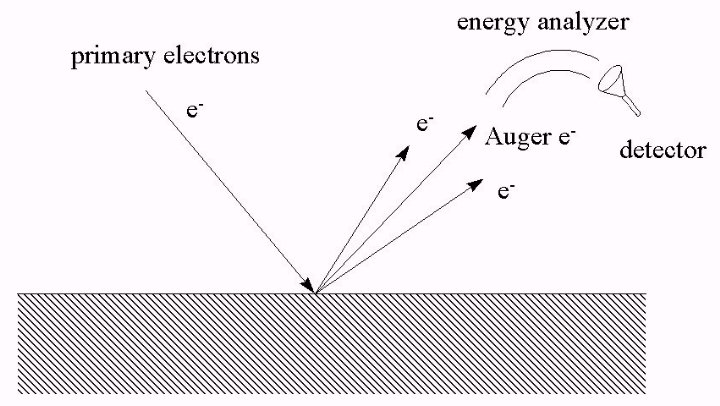 energy analyzer
primary electrons
e-
e-
Auger e-
detector
e-